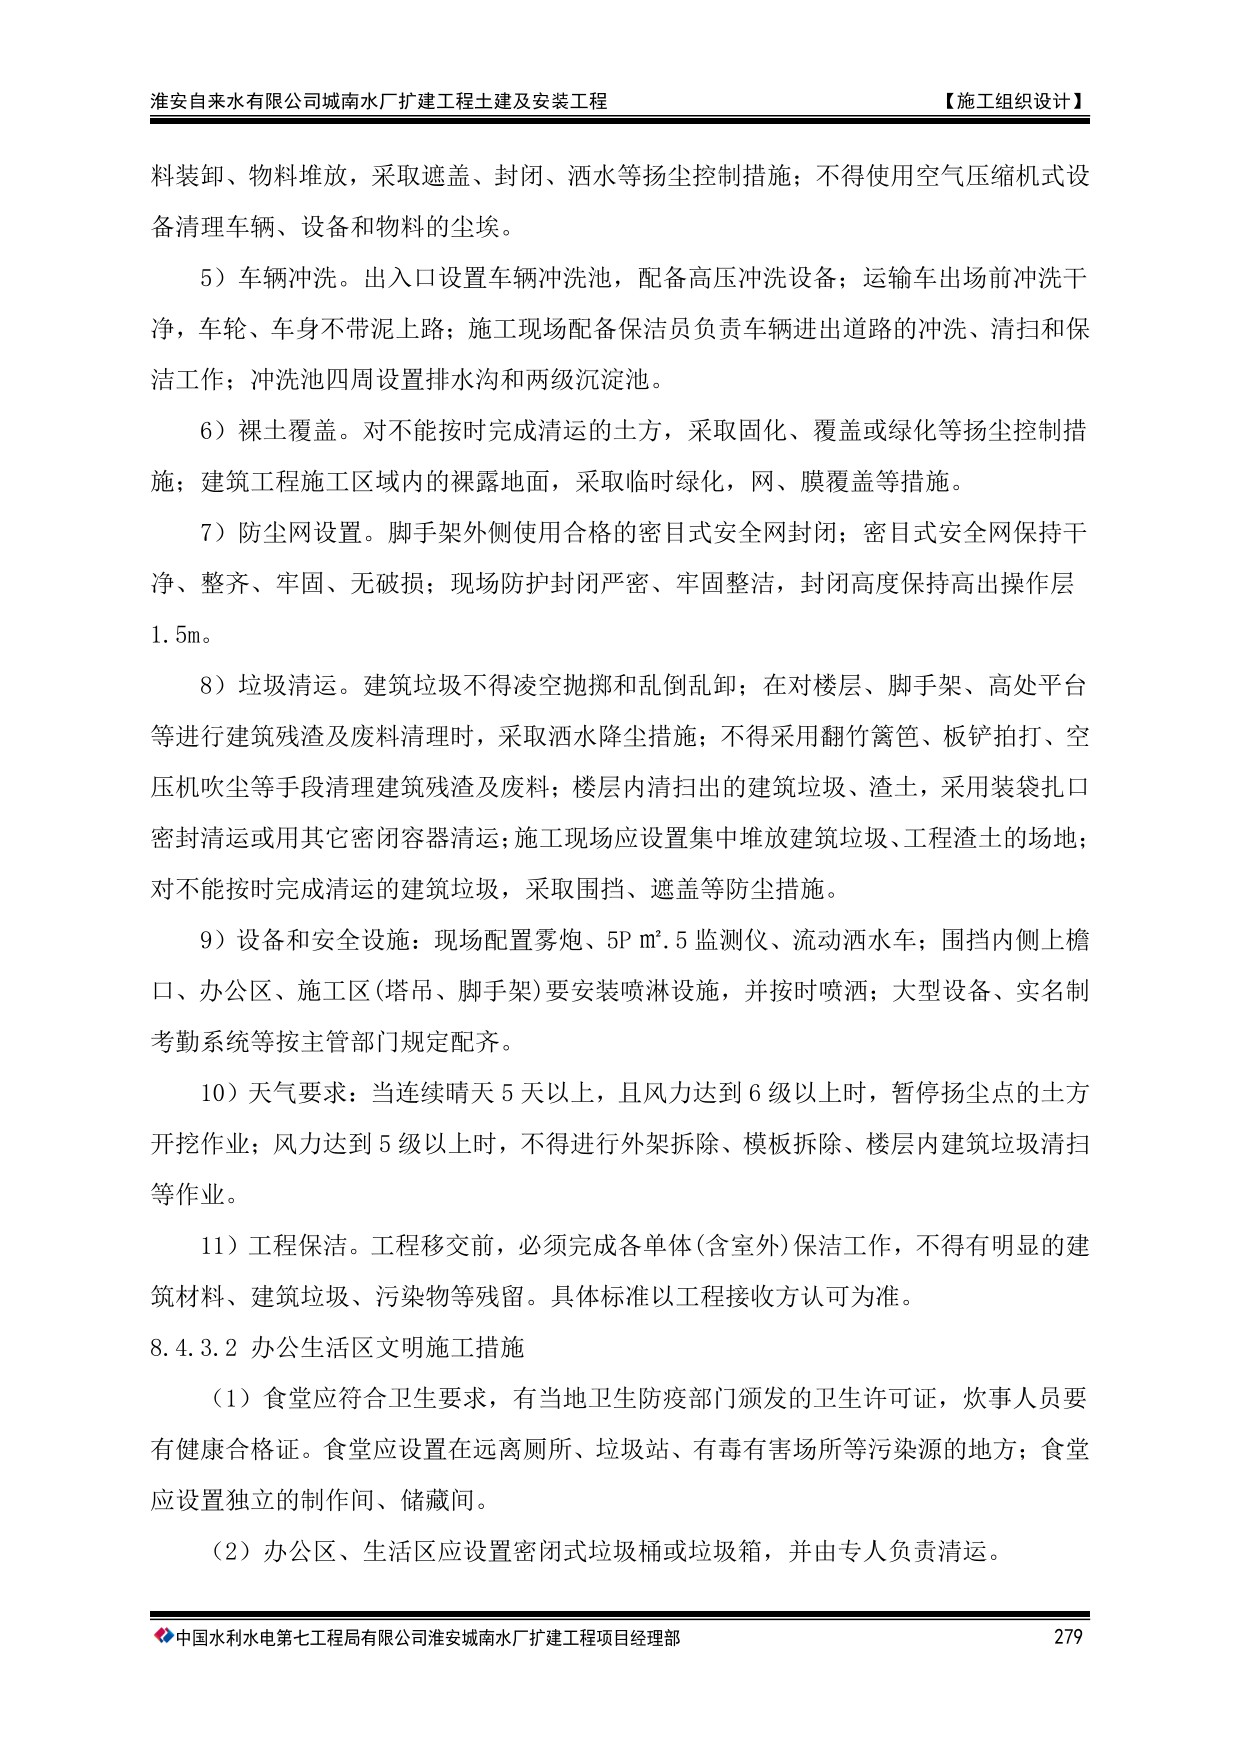 淮安自来水有限公司城南水厂扩建工程土建及安装工程 【施工组织设计】
料装卸、物料堆放，采取遮盖、封闭、洒水等扬尘控制措施；不得使用空气压缩机式设
备清理车辆、设备和物料的尘埃。
5）车辆冲洗。出入口设置车辆冲洗池，配备高压冲洗设备；运输车出场前冲洗干
净，车轮、车身不带泥上路；施工现场配备保洁员负责车辆进出道路的冲洗、清扫和保
洁工作；冲洗池四周设置排水沟和两级沉淀池。
6）裸土覆盖。对不能按时完成清运的土方，采取固化、覆盖或绿化等扬尘控制措
施；建筑工程施工区域内的裸露地面，采取临时绿化，网、膜覆盖等措施。
7）防尘网设置。脚手架外侧使用合格的密目式安全网封闭；密目式安全网保持干
净、整齐、牢固、无破损；现场防护封闭严密、牢固整洁，封闭高度保持高出操作层
1.5m。
8）垃圾清运。建筑垃圾不得凌空抛掷和乱倒乱卸；在对楼层、脚手架、高处平台
等进行建筑残渣及废料清理时，采取洒水降尘措施；不得采用翻竹篱笆、板铲拍打、空
压机吹尘等手段清理建筑残渣及废料；楼层内清扫出的建筑垃圾、渣土，采用装袋扎口
密封清运或用其它密闭容器清运；施工现场应设置集中堆放建筑垃圾、工程渣土的场地；
对不能按时完成清运的建筑垃圾，采取围挡、遮盖等防尘措施。
9）设备和安全设施：现场配置雾炮、5P㎡.5 监测仪、流动洒水车；围挡内侧上檐
口、办公区、施工区(塔吊、脚手架)要安装喷淋设施，并按时喷洒；大型设备、实名制
考勤系统等按主管部门规定配齐。
10）天气要求：当连续晴天 5 天以上，且风力达到 6 级以上时，暂停扬尘点的土方
开挖作业；风力达到 5 级以上时，不得进行外架拆除、模板拆除、楼层内建筑垃圾清扫
等作业。
11）工程保洁。工程移交前，必须完成各单体(含室外)保洁工作，不得有明显的建
筑材料、建筑垃圾、污染物等残留。具体标准以工程接收方认可为准。
8.4.3.2 办公生活区文明施工措施
（1）食堂应符合卫生要求，有当地卫生防疫部门颁发的卫生许可证，炊事人员要
有健康合格证。食堂应设置在远离厕所、垃圾站、有毒有害场所等污染源的地方；食堂
应设置独立的制作间、储藏间。
（2）办公区、生活区应设置密闭式垃圾桶或垃圾箱，并由专人负责清运。
中国水利水电第七工程局有限公司淮安城南水厂扩建工程项目经理部 279